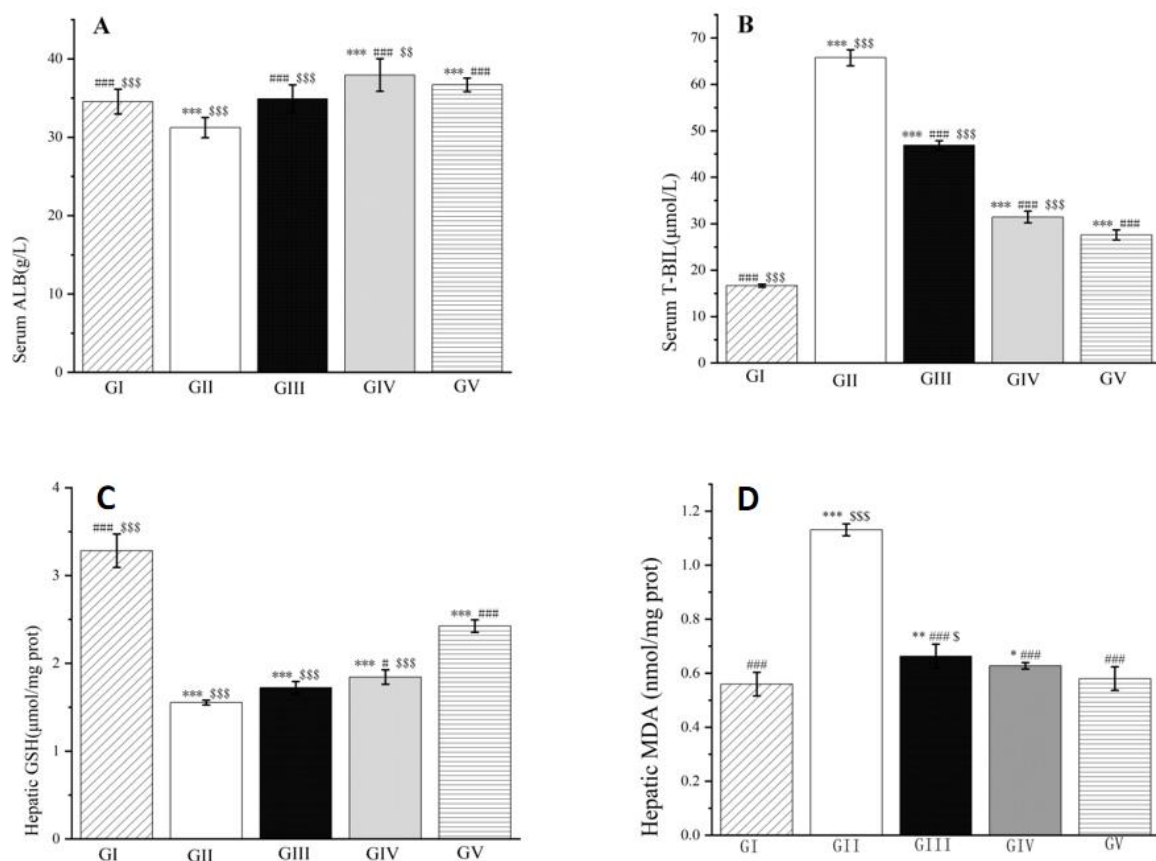 A
Serum ALB(g/L)
40
30
20
10
0
### $$$
*** $$$
### $$$
*** ### $$
*** ###
GI
GII
GIII
GIV
GV
B
Serum T-BIL(μmol/L)
70
60
50
40
30
20
10
0
### $$$
*** $$$
*** ### $$$
*** ### $$$
*** ###
GI
GII
GIII
GIV
GV
C
Hepatic GSH(μmol/mg prot)
4
3
2
1
0
### $$$
*** $$$
*** $$$
*** # $$$
*** ###
GI
GII
GIII
GIV
GV
D
Hepatic MDA (nmol/mg prot)
1.2
1.0
0.8
0.6
0.4
0.2
0.0
###
*** $$$
** ### $
* ###
###
GI
GII
GIII
GIV
GV